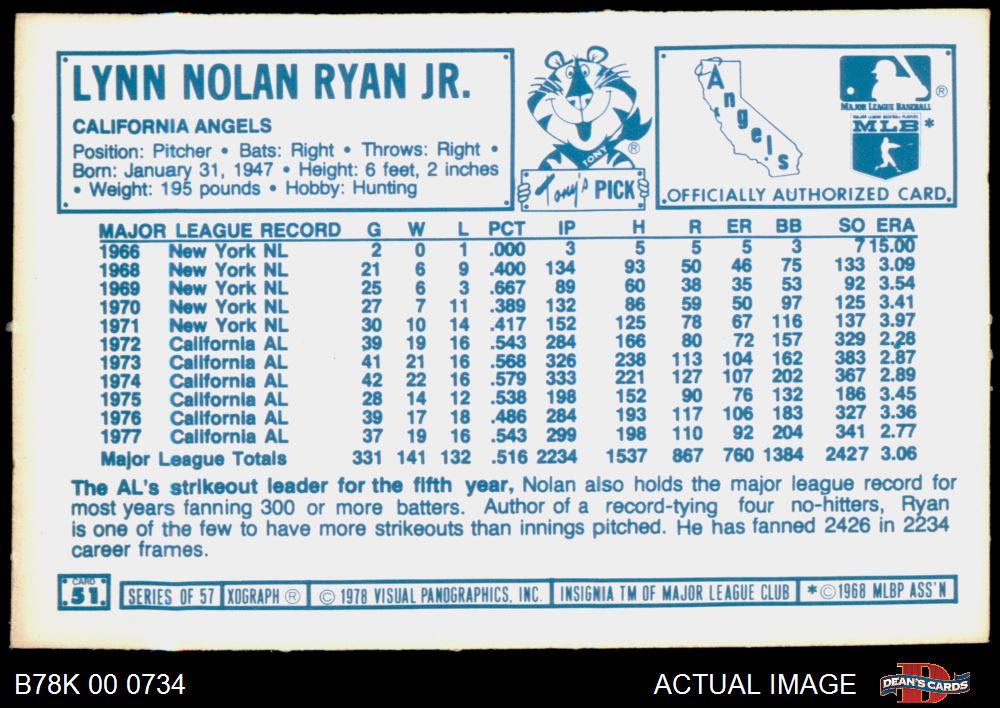 LYNN NOLAN RYAN JR.
CALIFORNIA ANGELS
Position: Pitcher • Bats: Right • Throws: Right •
Born: January 31, 1947 • Height: 6 feet, 2 inches
• Weight: 195 pounds • Hobby: Hunting
TONY
®
Tony's PICK
Angels
®
MAJOR LEAGUE BASEBALL
MAJOR LEAGUE BASEBALL PLAYERS
MLB *
OFFICIALLY AUTHORIZED CARD
MAJOR LEAGUE RECORD G W L PCT IP H R ER BB SO ERA
1966 New York NL 2 0 1 .000 3 5 5 5 3 7 15.00
1968 New York NL 21 6 9 .400 134 93 50 46 75 133 3.09
1969 New York NL 25 6 3 .667 89 60 38 35 53 92 3.54
1970 New York NL 27 7 11 .389 132 86 59 50 97 125 3.41
1971 New York NL 30 10 14 .417 152 125 78 67 116 137 3.97
1972 California AL 39 19 16 .543 284 166 80 72 157 329 2.28
1973 California AL 41 21 16 .568 326 238 113 104 162 383 2.87
1974 California AL 42 22 16 .579 333 221 127 107 202 367 2.89
1975 California AL 28 14 12 .538 198 152 90 76 132 186 3.45
1976 California AL 39 17 18 .486 284 193 117 106 183 327 3.36
1977 California AL 37 19 16 .543 299 198 110 92 204 341 2.77
Major League Totals 331 141 132 .516 2234 1537 867 760 1384 2427 3.06
The AL's strikeout leader for the fifth year, Nolan also holds the major league record for
most years fanning 300 or more batters. Author of a record-tying four no-hitters, Ryan
is one of the few to have more strikeouts than innings pitched. He has fanned 2426 in 2234
career frames.
CARD
51
SERIES OF 57 XOGRAPH ® © 1978 VISUAL PANOGRAPHICS, INC. INSIGNIA TM OF MAJOR LEAGUE CLUB * © 1968 MLBP ASS'N
B78K 00 0734
ACTUAL IMAGE
D
DEAN'S CARDS